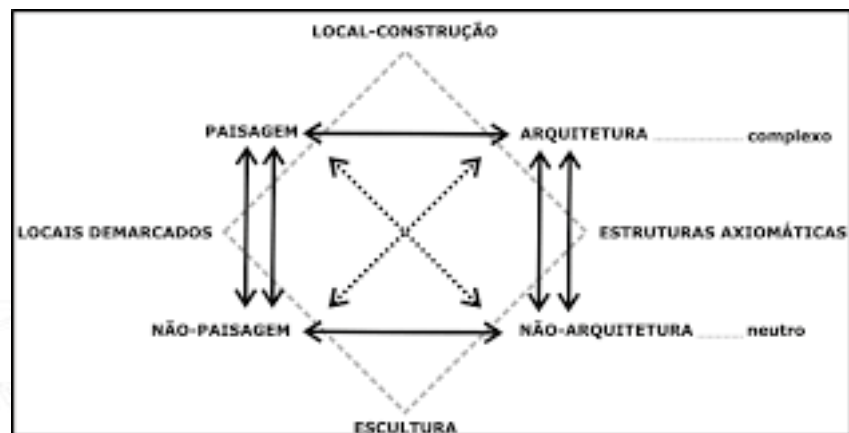 LOCAL-CONSTRUÇÃO
PAISAGEM ARQUITETURA complexo
LOCAIS DEMARCADOS ESTRUTURAS AXIOMÁTICAS
NÃO-PAISAGEM NÃO-ARQUITETURA neutro
ESCULTURA